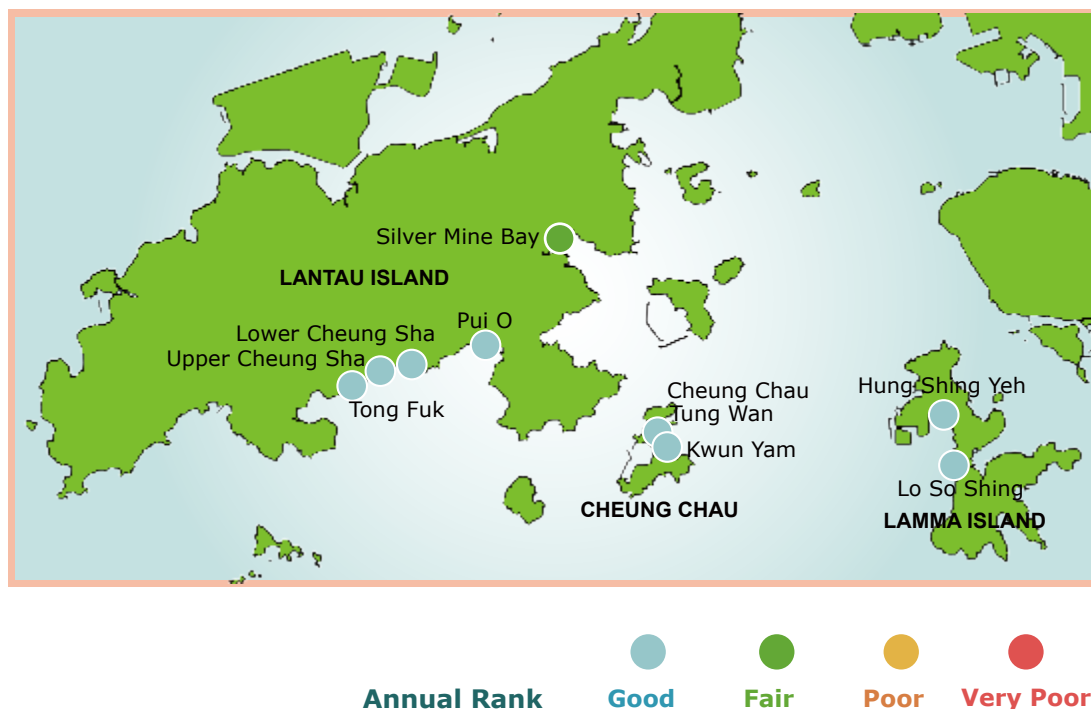 Silver Mine Bay
LANTAU ISLAND
Pui O
Lower Cheung Sha
Upper Cheung Sha
Tong Fuk
Cheung Chau
Tung Wan
Kwun Yam
CHEUNG CHAU
Hung Shing Yeh
Lo So Shing
LAMMA ISLAND
Annual Rank Good Fair Poor Very Poor